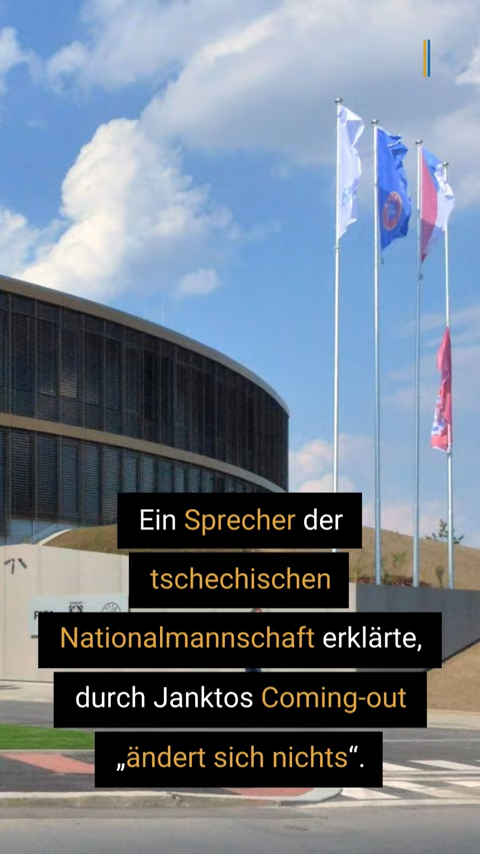 Ein Sprecher der
tschechischen
Nationalmannschaft erklärte,
durch Janktos Coming-out
„ändert sich nichts“.